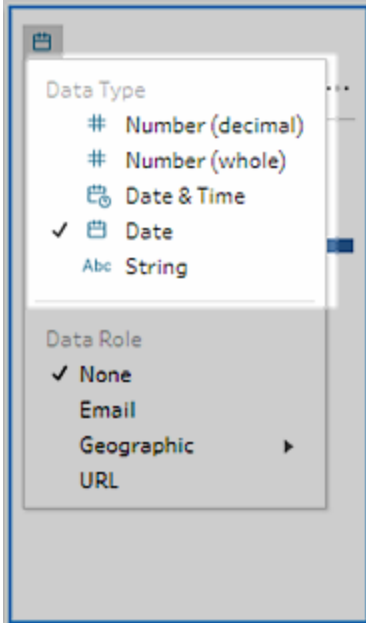 Data Type
# Number (decimal)
# Number (whole)
Date & Time
✓ Date
Abc String
Data Role
✓ None
Email
Geographic
URL